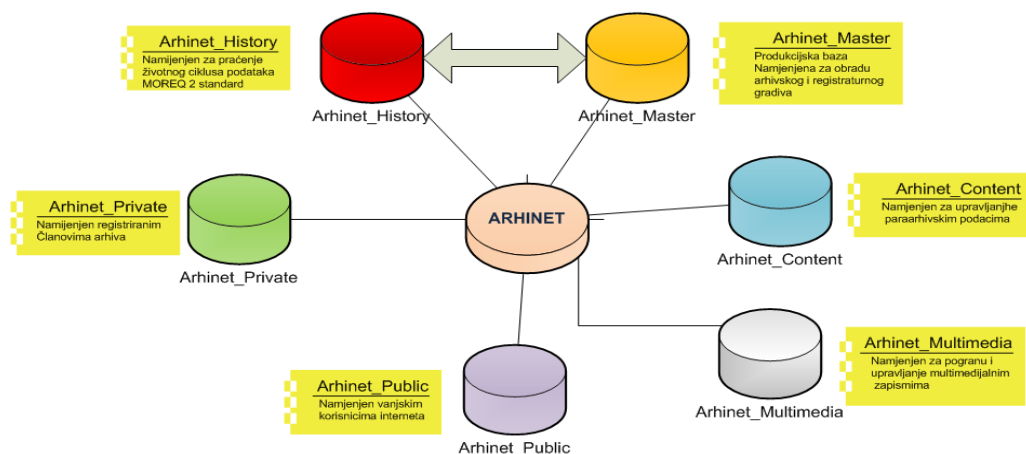 Arhinet_History
Namijenjen za praćenje
životnog ciklusa podataka
MOREQ 2 standard
Arhinet_History
Arhinet_Master
Produkcijska baza
Namjenjena za obradu
arhivskog i registraturnog
gradiva
Arhinet_Master
Arhinet_Private
Namijenjen registriranim
Članovima arhiva
Arhinet_Private
ARHINET
Arhinet_Content
Namjenjen za upravljanjhe
paraarhivskim podacima
Arhinet_Content
Arhinet_Multimedia
Namjenjen za pogranu i
upravljanje multimedijalnim
zapismima
Arhinet_Multimedia
Arhinet_Public
Namjenjen vanjskim
korisnicima interneta
Arhinet_Public